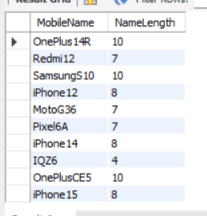 Result Grid Filter Rows:
MobileName NameLength
OnePlus14R 10
Redmi12 7
SamsungS10 10
iPhone12 8
MotoG36 7
Pixel6A 7
iPhone14 8
IQZ6 4
OnePlusCE5 10
iPhone15 8